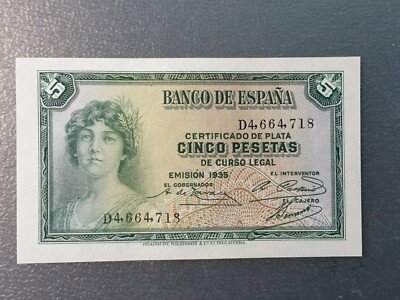 5
5
BANCO DE ESPAÑA
D4,664,718
CERTIFICADO DE PLATA
CINCO PESETAS
DE CURSO LEGAL
EMISIÓN 1935
EL INTERVENTOR
EL GOBERNADOR
EL CAJERO
D4,664,718
BRADBURY, WILKINSON & Cº Lº INGLATERRA.